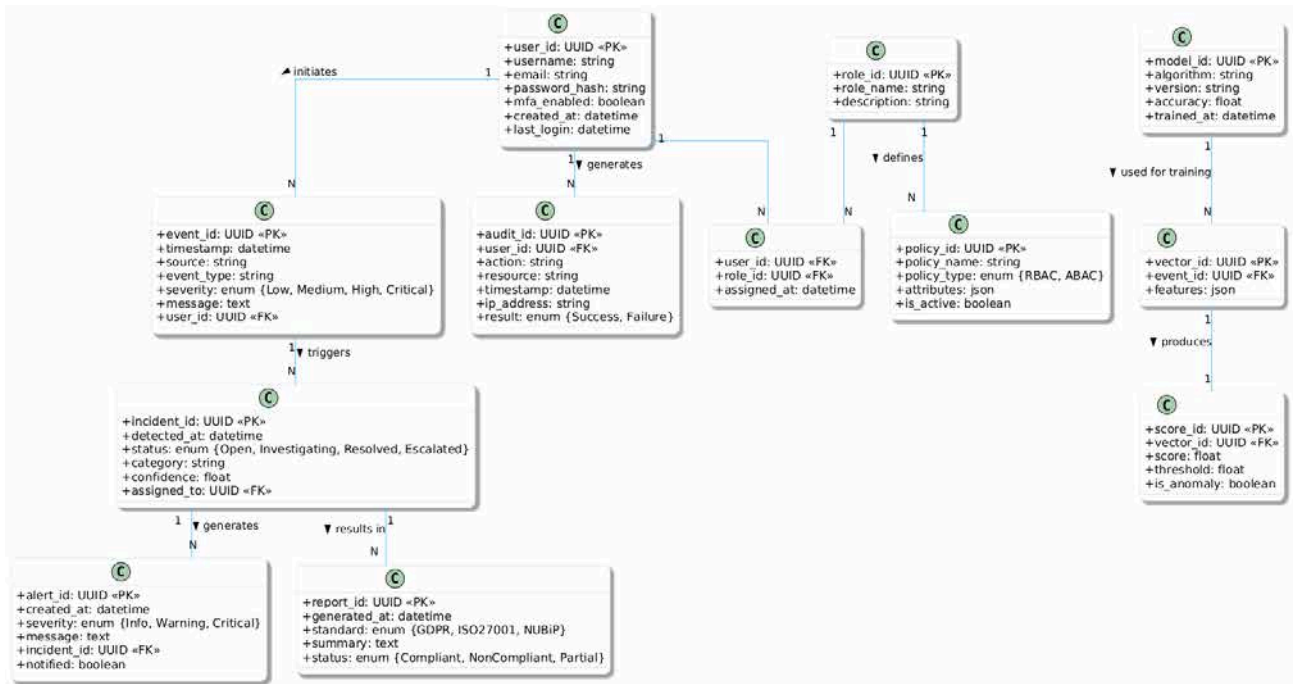 C
+user_id: UUID «PK»
+username: string
+email: string
+password_hash: string
+mfa_enabled: boolean
+created_at: datetime
+last_login: datetime
C
+role_id: UUID «PK»
+role_name: string
+description: string
C
+model_id: UUID «PK»
+algorithm: string
+version: string
+accuracy: float
+trained_at: datetime
initiates
1
N
1
generates
N
1
N
1
N
1
defines
N
1
used for training
N
C
+event_id: UUID «PK»
+timestamp: datetime
+source: string
+event_type: string
+severity: enum {Low, Medium, High, Critical}
+message: text
+user_id: UUID «FK»
C
+audit_id: UUID «PK»
+user_id: UUID «FK»
+action: string
+resource: string
+timestamp: datetime
+ip_address: string
+result: enum {Success, Failure}
C
+user_id: UUID «FK»
+role_id: UUID «FK»
+assigned_at: datetime
C
+policy_id: UUID «PK»
+policy_name: string
+policy_type: enum {RBAC, ABAC}
+attributes: json
+is_active: boolean
C
+vector_id: UUID «PK»
+event_id: UUID «FK»
+features: json
1
triggers
N
1
produces
1
C
+incident_id: UUID «PK»
+detected_at: datetime
+status: enum {Open, Investigating, Resolved, Escalated}
+category: string
+confidence: float
+assigned_to: UUID «FK»
C
+score_id: UUID «PK»
+vector_id: UUID «FK»
+score: float
+threshold: float
+is_anomaly: boolean
1
generates
N
1
results in
N
C
+alert_id: UUID «PK»
+created_at: datetime
+severity: enum {Info, Warning, Critical}
+message: text
+incident_id: UUID «FK»
+notified: boolean
C
+report_id: UUID «PK»
+generated_at: datetime
+standard: enum {GDPR, ISO27001, NUBiP}
+summary: text
+status: enum {Compliant, NonCompliant, Partial}